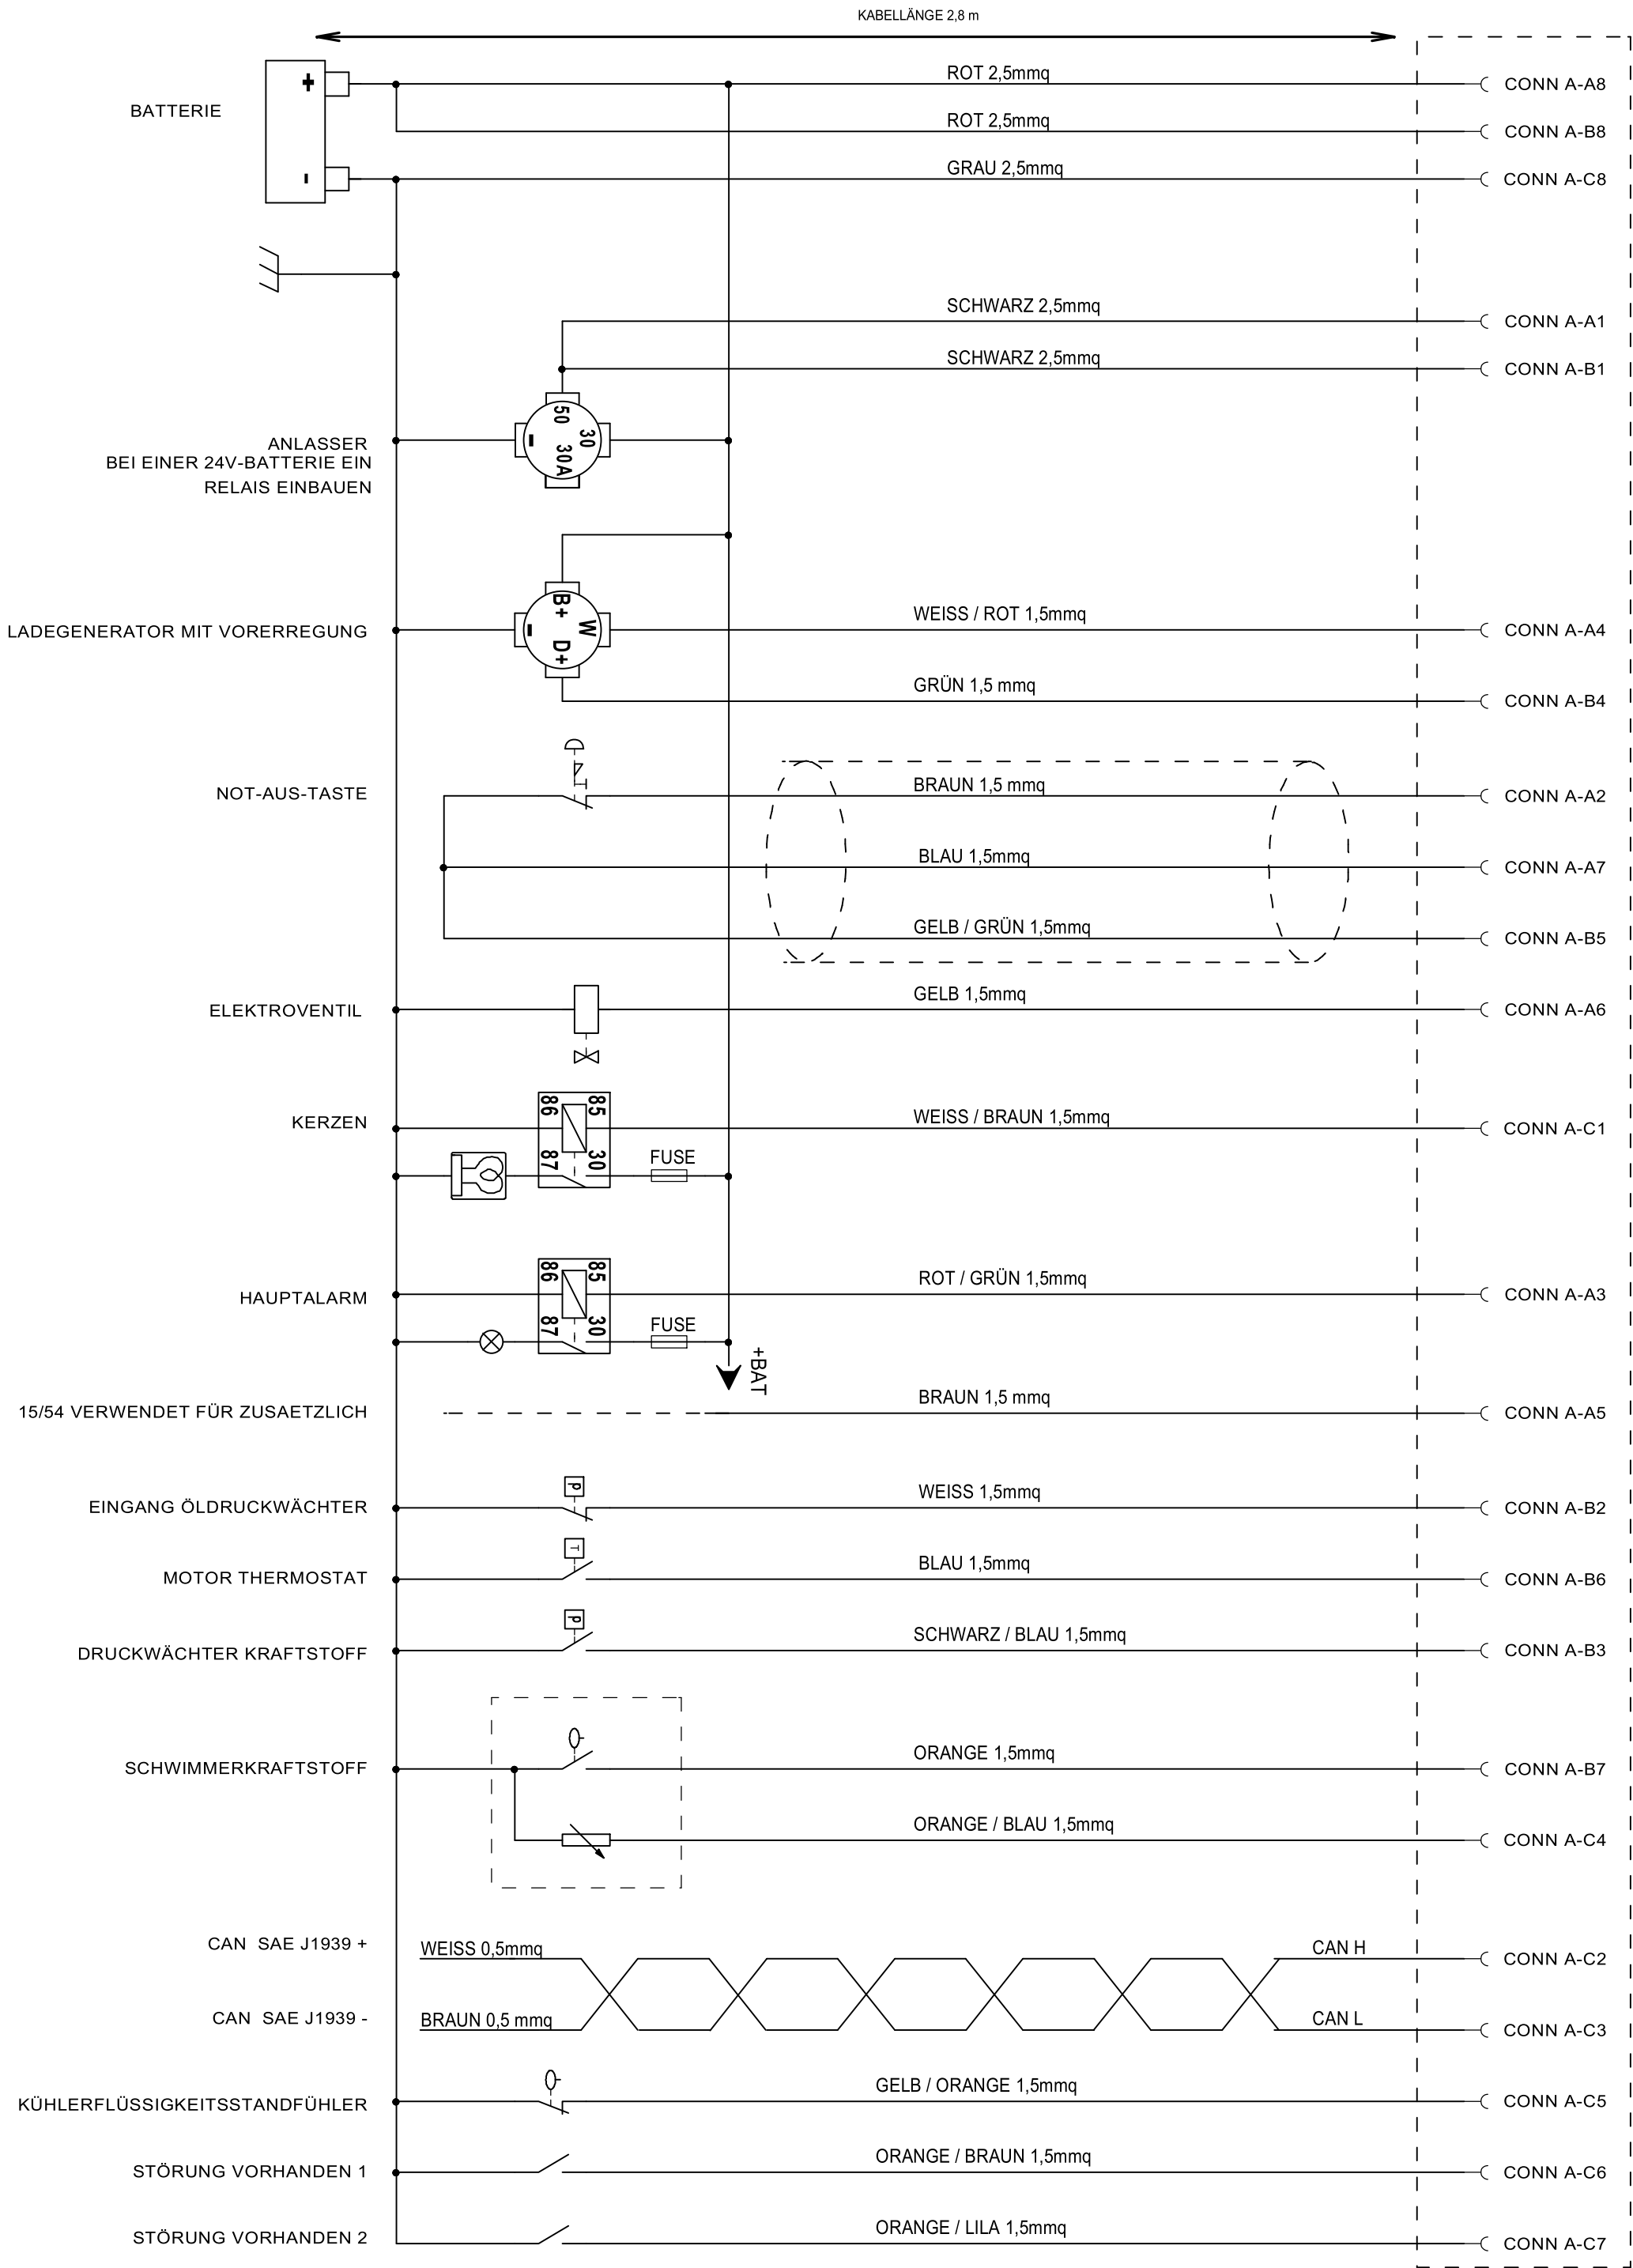 KABELLÄNGE 2,8 m
BATTERIE
+
-
ROT 2,5mmq
CONN A-A8
ROT 2,5mmq
CONN A-B8
GRAU 2,5mmq
CONN A-C8
SCHWARZ 2,5mmq
CONN A-A1
SCHWARZ 2,5mmq
CONN A-B1
ANLASSER
BEI EINER 24V-BATTERIE EIN
RELAIS EINBAUEN
50
30
30A
-
LADEGENERATOR MIT VORERREGUNG
B+
W
D+
-
WEISS / ROT 1,5mmq
CONN A-A4
GRÜN 1,5 mmq
CONN A-B4
NOT-AUS-TASTE
BRAUN 1,5 mmq
CONN A-A2
BLAU 1,5mmq
CONN A-A7
GELB / GRÜN 1,5mmq
CONN A-B5
ELEKTROVENTIL
GELB 1,5mmq
CONN A-A6
KERZEN
86
85
87
30
FUSE
WEISS / BRAUN 1,5mmq
CONN A-C1
HAUPTALARM
86
85
87
30
FUSE
ROT / GRÜN 1,5mmq
CONN A-A3
+BAT
15/54 VERWENDET FÜR ZUSAETZLICH
BRAUN 1,5 mmq
CONN A-A5
EINGANG ÖLDRUCKWÄCHTER
P
WEISS 1,5mmq
CONN A-B2
MOTOR THERMOSTAT
T
BLAU 1,5mmq
CONN A-B6
DRUCKWÄCHTER KRAFTSTOFF
P
SCHWARZ / BLAU 1,5mmq
CONN A-B3
SCHWIMMERKRAFTSTOFF
ORANGE 1,5mmq
CONN A-B7
ORANGE / BLAU 1,5mmq
CONN A-C4
CAN SAE J1939 +
WEISS 0,5mmq
CAN H
CONN A-C2
CAN SAE J1939 -
BRAUN 0,5 mmq
CAN L
CONN A-C3
KÜHLERFLÜSSIGKEITSSTANDFÜHLER
GELB / ORANGE 1,5mmq
CONN A-C5
STÖRUNG VORHANDEN 1
ORANGE / BRAUN 1,5mmq
CONN A-C6
STÖRUNG VORHANDEN 2
ORANGE / LILA 1,5mmq
CONN A-C7